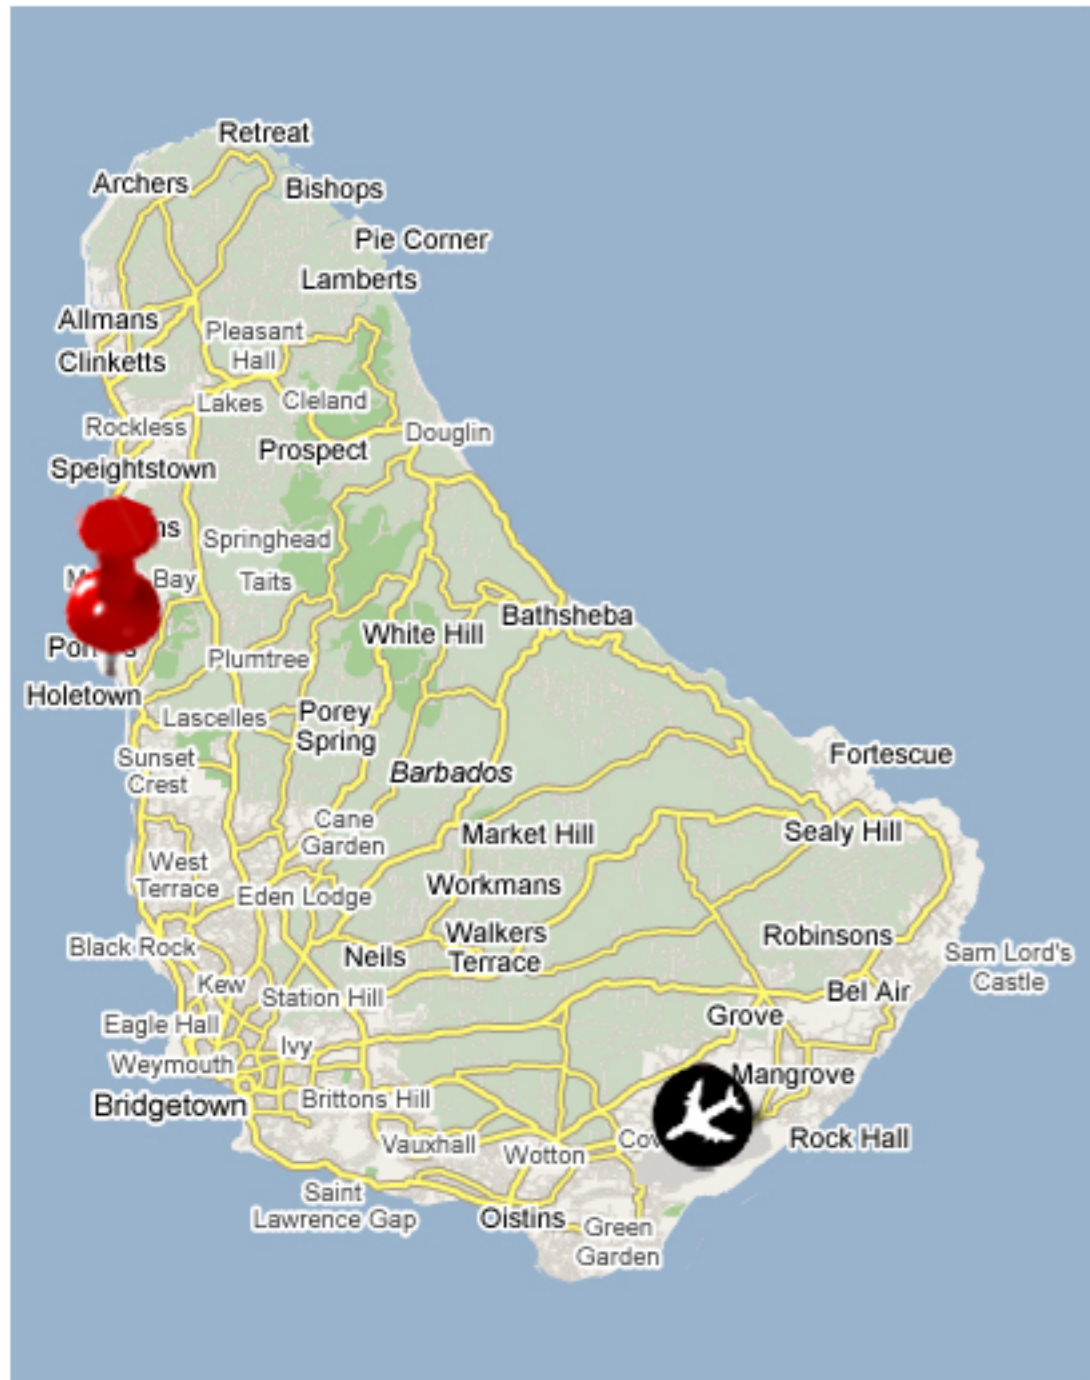 Retreat
Archers
Bishops
Pie Corner
Lamberts
Allmans
Pleasant
Hall
Clinketts
Lakes
Cleland
Rockless
Douglin
Prospect
Speightstown
Springhead
Bay
Taits
Bathsheba
White Hill
Plumtree
Holetown
Lascelles
Porey
Spring
Sunset
Crest
Fortescue
Barbados
Cane
Garden
Market Hill
Sealy Hill
West
Terrace
Workmans
Eden Lodge
Walkers
Terrace
Robinsons
Black Rock
Neils
Sam Lord's
Castle
Kew
Station Hill
Bel Air
Grove
Eagle Hall
Ivy
Weymouth
Mangrove
Bridgetown
Brittons Hill
Rock Hall
Vauxhall
Wotton
Saint
Lawrence Gap
Oistins
Green
Garden